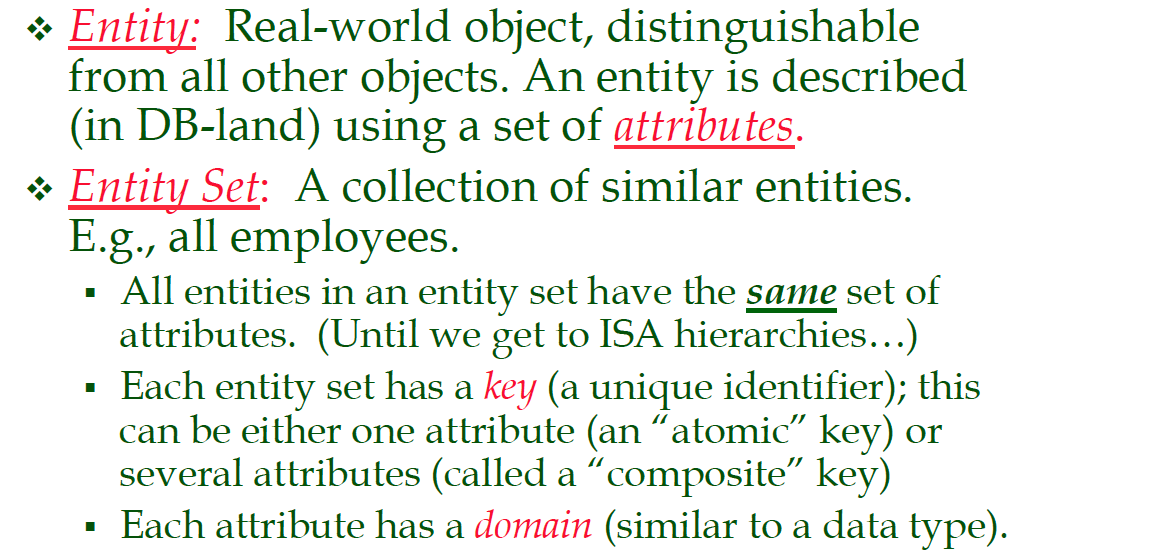 ❖ Entity: Real-world object, distinguishable
from all other objects. An entity is described
(in DB-land) using a set of attributes.
❖ Entity Set: A collection of similar entities.
E.g., all employees.
▪ All entities in an entity set have the same set of
attributes. (Until we get to ISA hierarchies…)
▪ Each entity set has a key (a unique identifier); this
can be either one attribute (an “atomic” key) or
several attributes (called a “composite” key)
▪ Each attribute has a domain (similar to a data type).